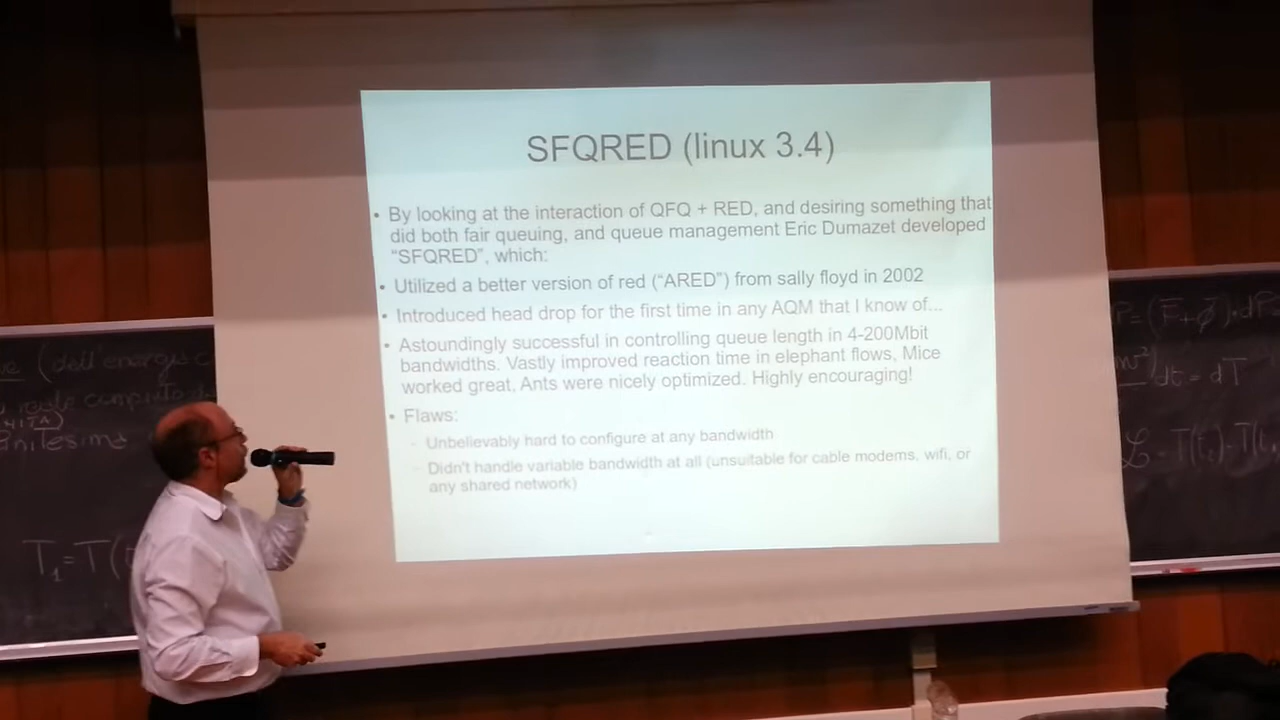 SFQRED (linux 3.4)
• By looking at the interaction of QFQ + RED, and desiring something that
did both fair queuing, and queue management Eric Dumazet developed
“SFQRED”, which:
• Utilized a better version of red (“ARED”) from sally floyd in 2002
• Introduced head drop for the first time in any AQM that I know of...
• Astoundingly successful in controlling queue length in 4-200Mbit
bandwidths. Vastly improved reaction time in elephant flows, Mice
worked great, Ants were nicely optimized. Highly encouraging!
• Flaws:
– Unbelievably hard to configure at any bandwidth
– Didn't handle variable bandwidth at all (unsuitable for cable modems, wifi, or
any shared network)
(dell'energ
T₁=T(
dt = dT